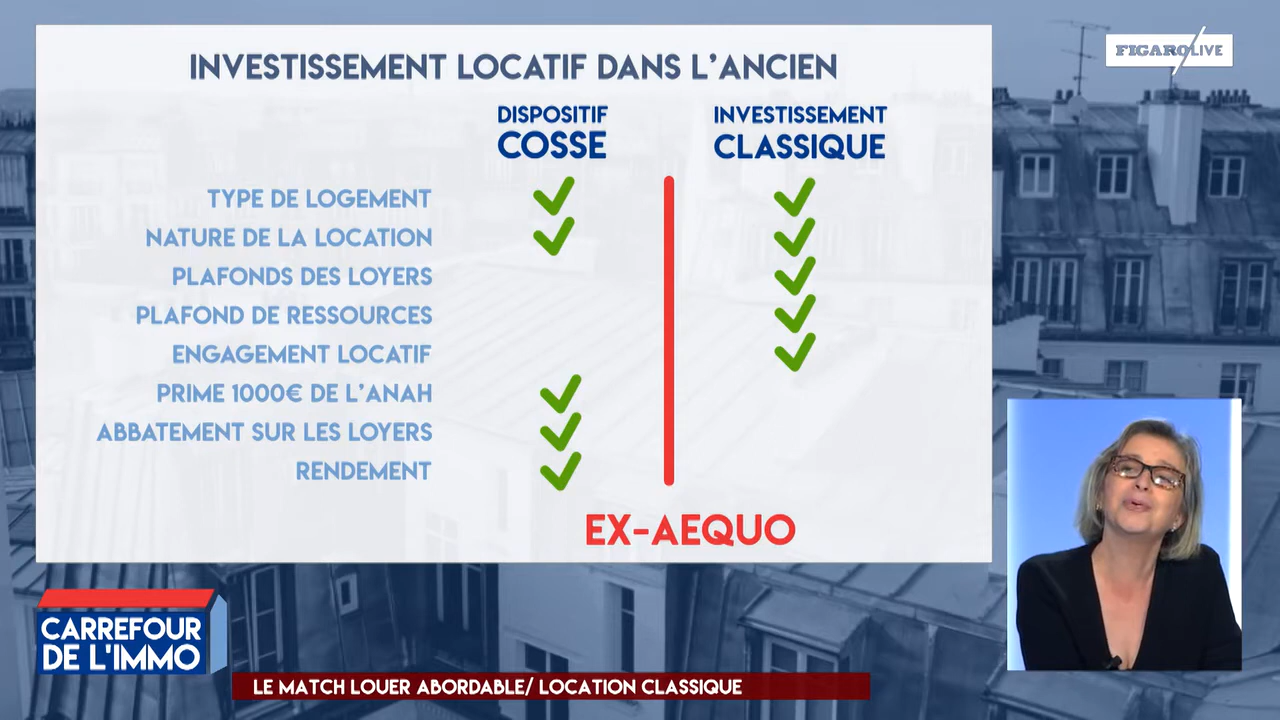 INVESTISSEMENT LOCATIF DANS L'ANCIEN
FIGAROLIVE
DISPOSITIF
COSSE
INVESTISSEMENT
CLASSIQUE
TYPE DE LOGEMENT
NATURE DE LA LOCATION
PLAFONDS DES LOYERS
PLAFOND DE RESSOURCES
ENGAGEMENT LOCATIF
PRIME 1000€ DE L'ANAH
ABBATEMENT SUR LES LOYERS
RENDEMENT
EX-AEQUO
CARREFOUR
DE L'IMMO
LE MATCH LOUER ABORDABLE/ LOCATION CLASSIQUE